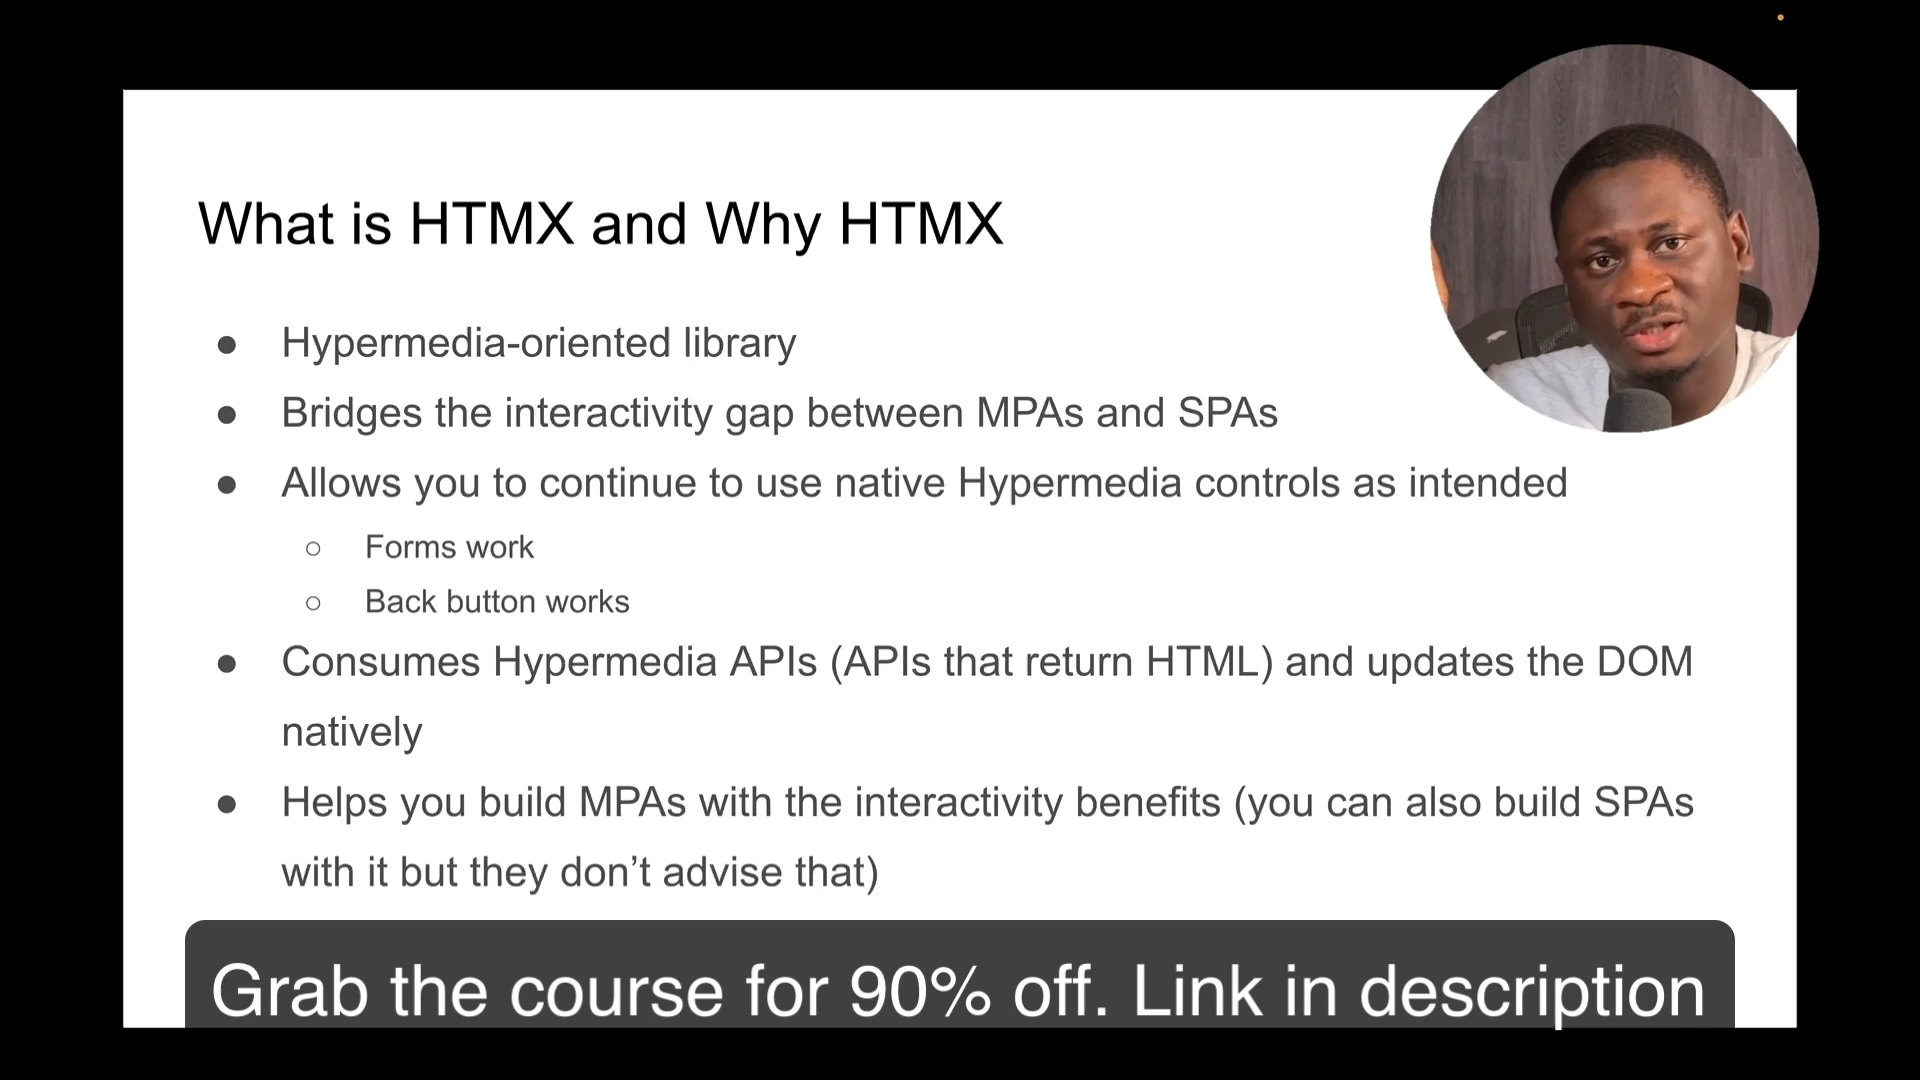 What is HTMX and Why HTMX
● Hypermedia-oriented library
● Bridges the interactivity gap between MPAs and SPAs
● Allows you to continue to use native Hypermedia controls as intended
○ Forms work
○ Back button works
● Consumes Hypermedia APIs (APIs that return HTML) and updates the DOM
natively
● Helps you build MPAs with the interactivity benefits (you can also build SPAs
with it but they don’t advise that)
Grab the course for 90% off. Link in description